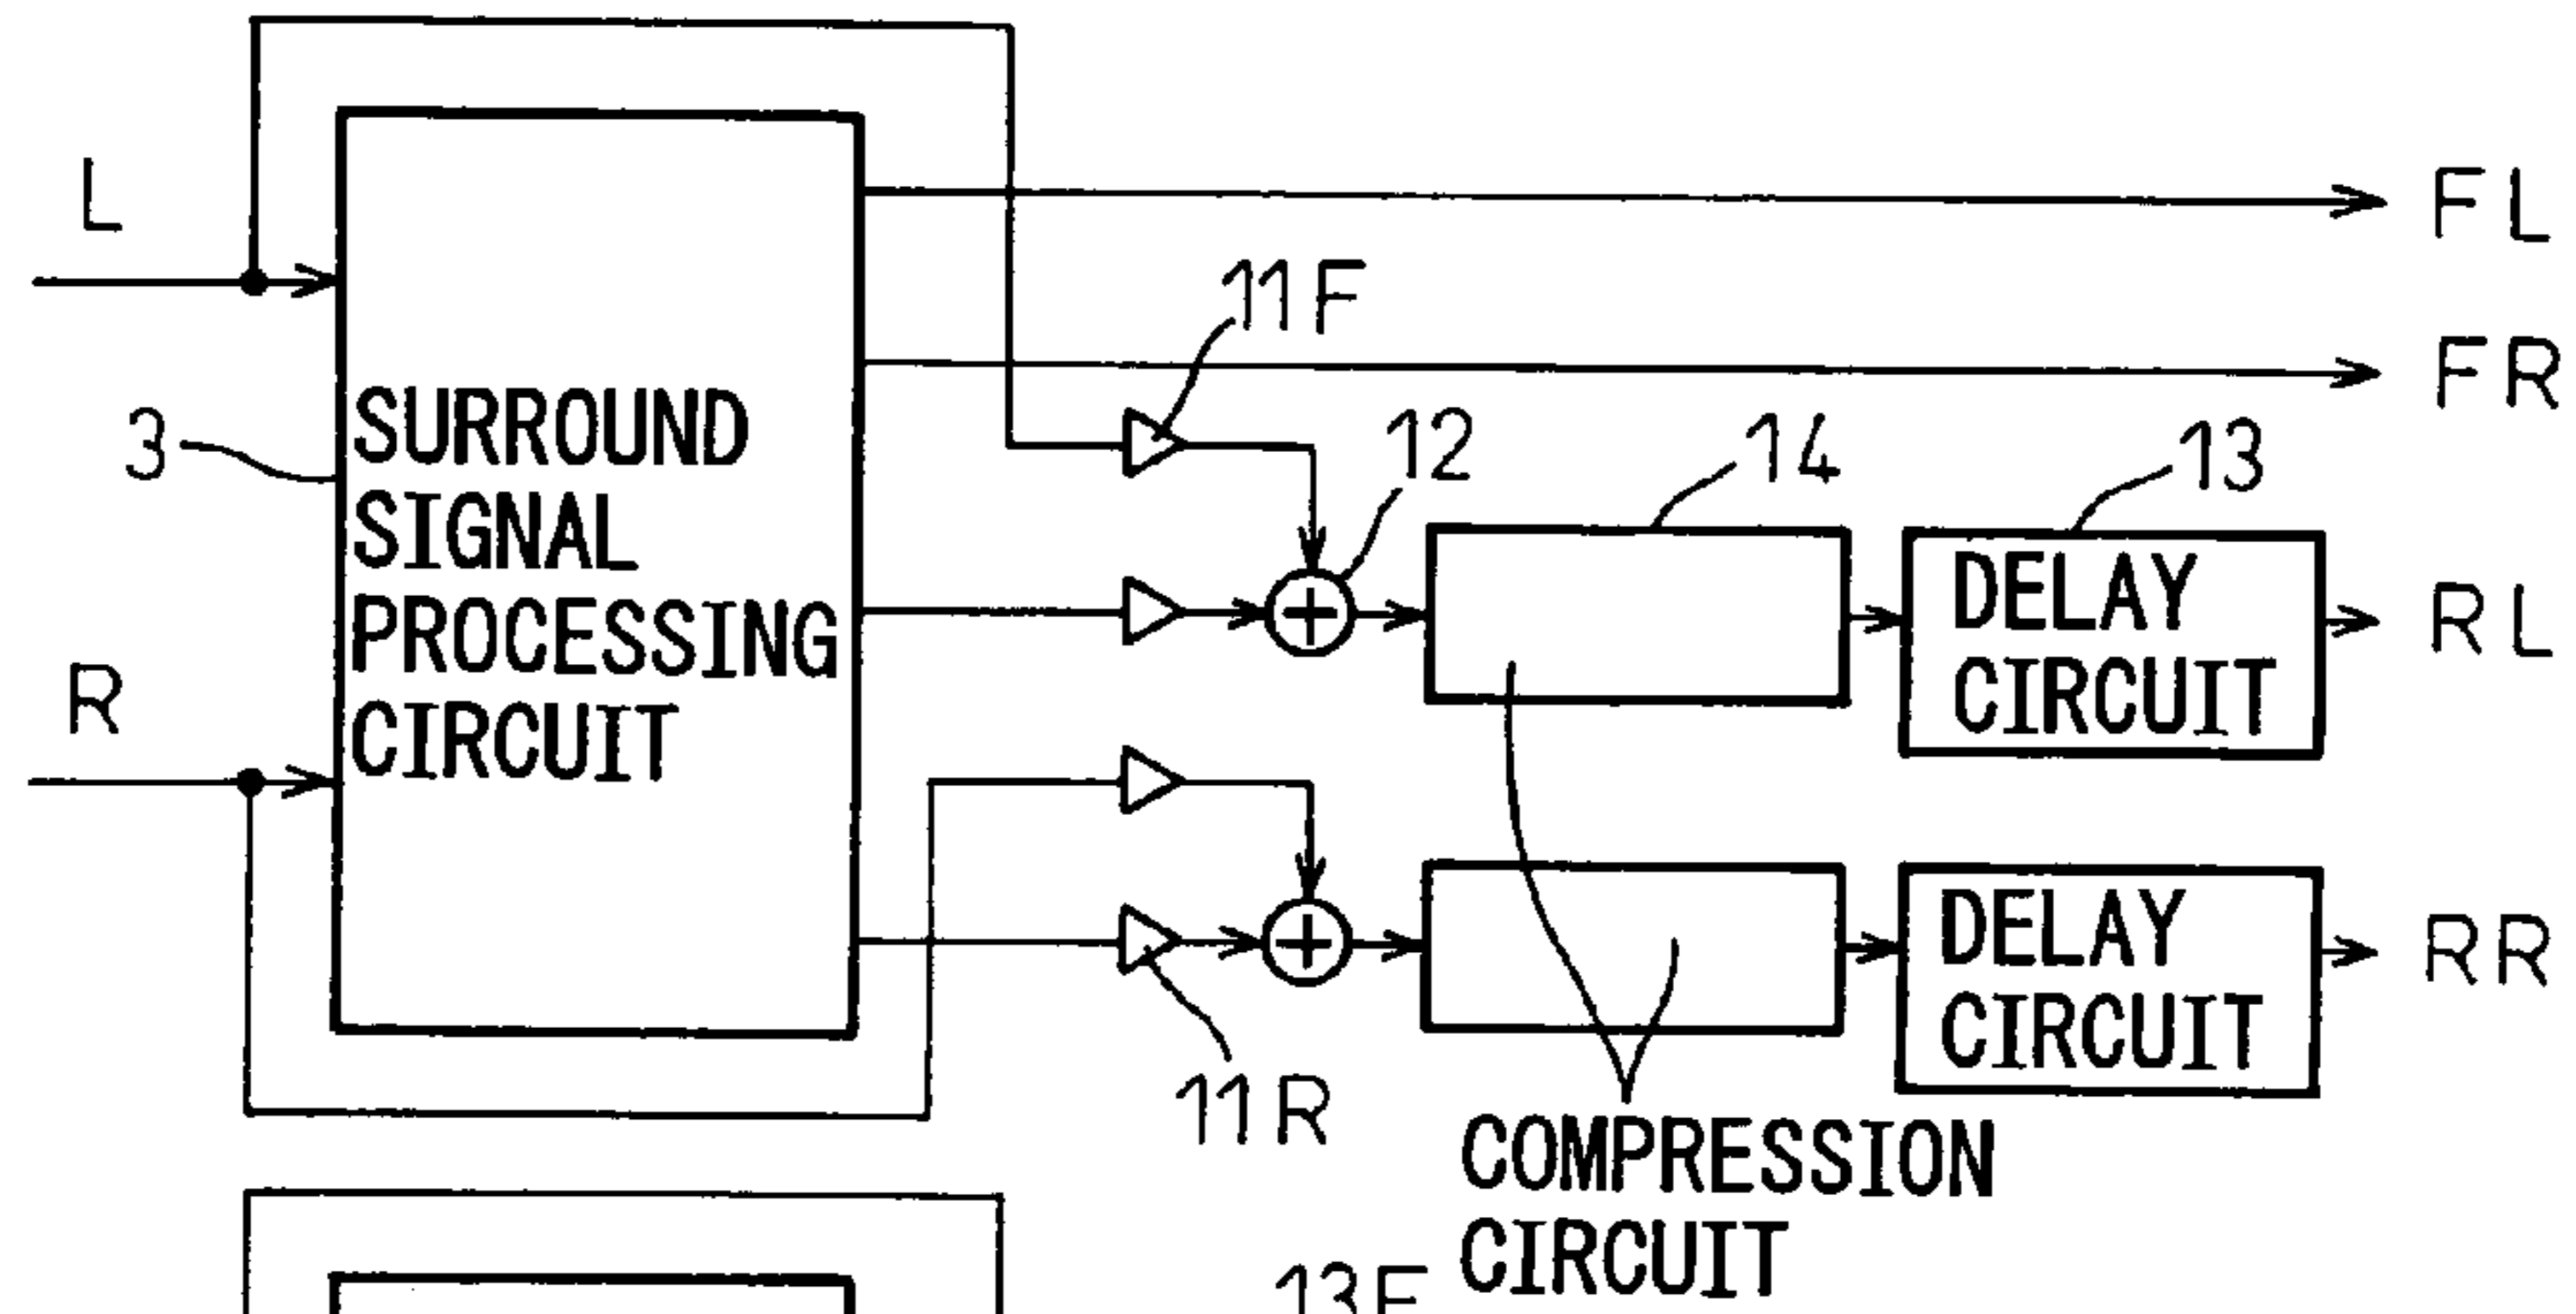 L
FL
11F
FR
3
SURROUND
SIGNAL
PROCESSING
CIRCUIT
12
14
13
DELAY
CIRCUIT
RL
R
DELAY
CIRCUIT
RR
11R
COMPRESSION
CIRCUIT
13F